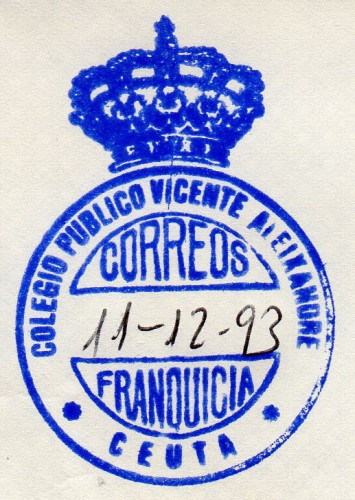 COLEGIO PUBLICO VICENTE ALEIXANDRE
CORREOS
11-12-93
FRANQUICIA
* CEUTA *